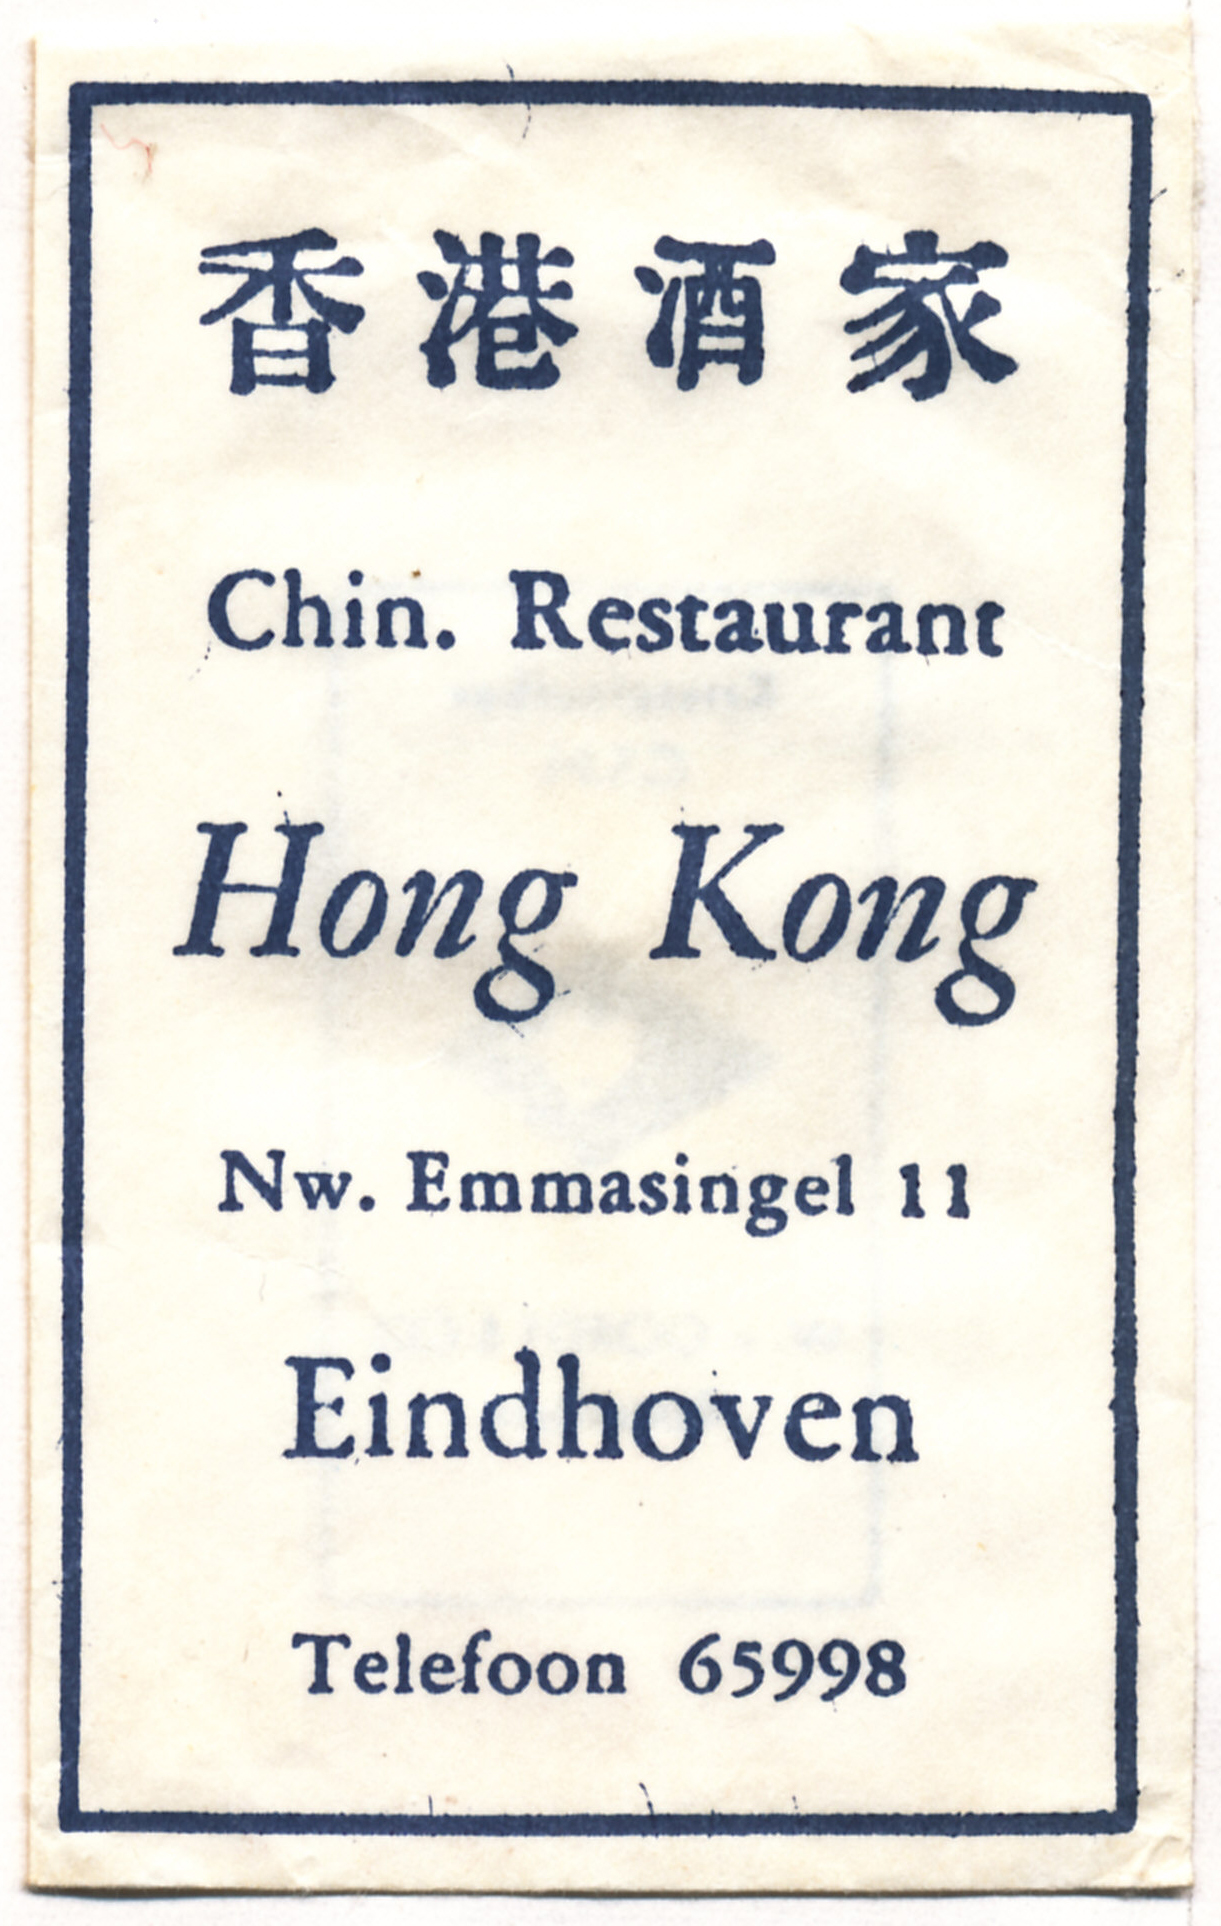 香港酒家
Chin. Restaurant
Hong Kong
Nw. Emmasingel 11
Eindhoven
Telefoon 65998